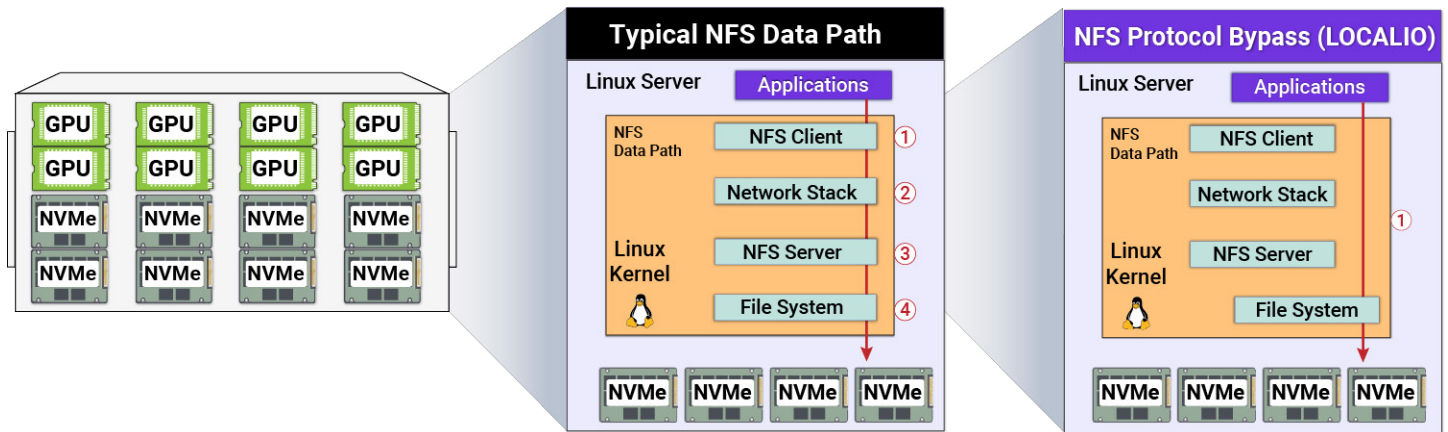 GPU GPU GPU GPU
GPU GPU GPU GPU
NVMe NVMe NVMe NVMe
NVMe NVMe NVMe NVMe
Typical NFS Data Path
Linux Server
Applications
NFS
Data Path
NFS Client
1
Network Stack
2
Linux
Kernel
NFS Server
3
File System
4
NVMe NVMe NVMe NVMe
NFS Protocol Bypass (LOCALIO)
Linux Server
Applications
NFS
Data Path
NFS Client
Network Stack
1
Linux
Kernel
NFS Server
File System
NVMe NVMe NVMe NVMe